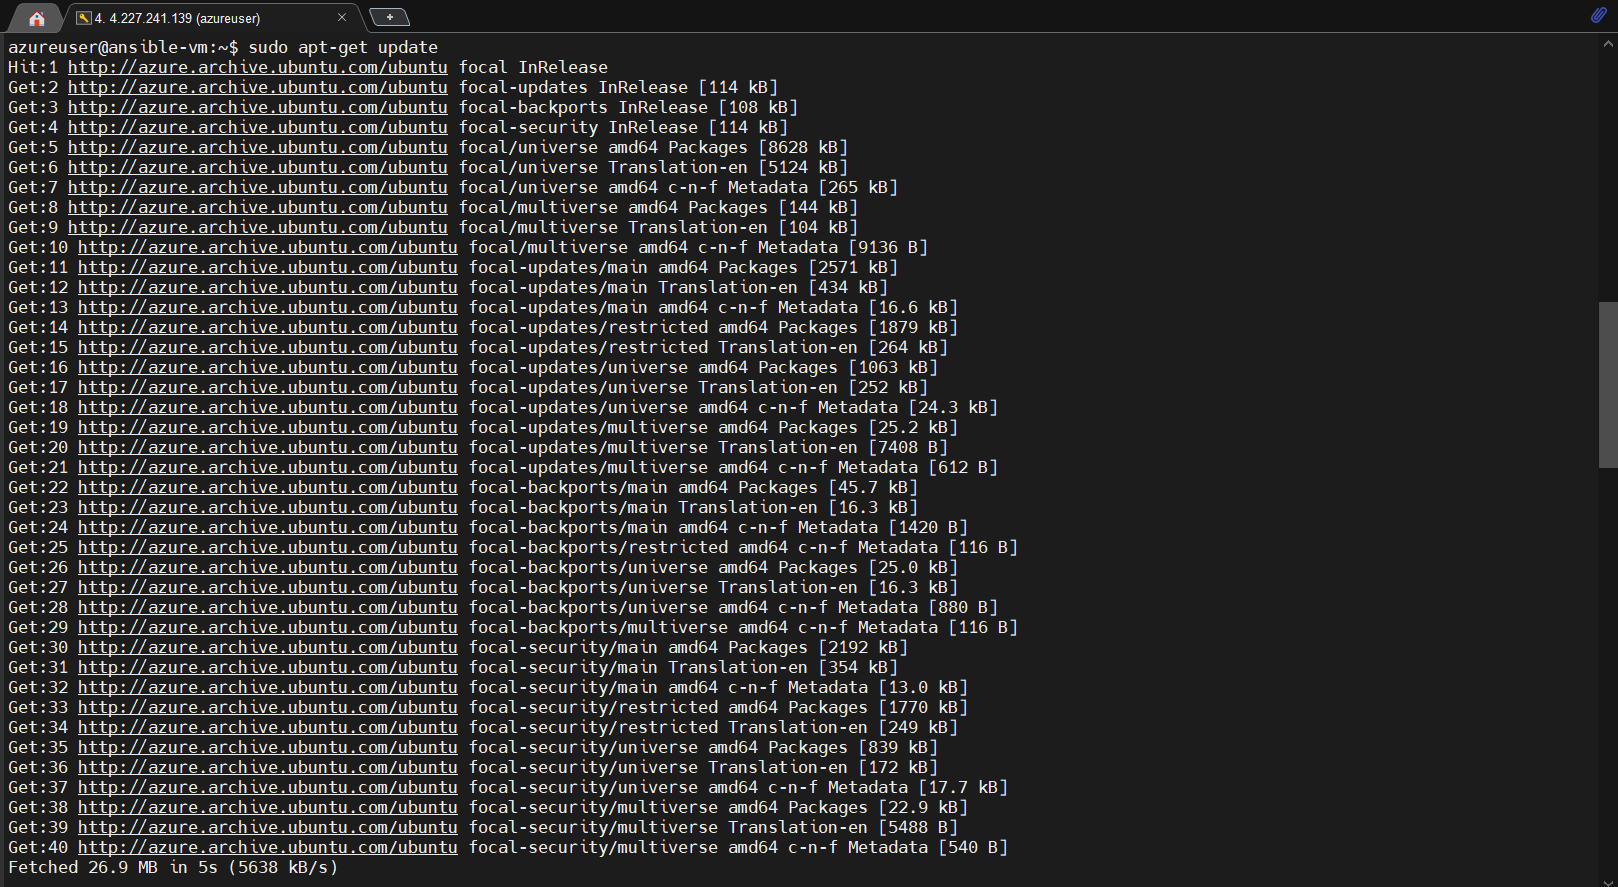 4. 4.227.241.139 (azureuser)
azureuser@ansible-vm:~$ sudo apt-get update
Hit:1 http://azure.archive.ubuntu.com/ubuntu focal InRelease
Get:2 http://azure.archive.ubuntu.com/ubuntu focal-updates InRelease [114 kB]
Get:3 http://azure.archive.ubuntu.com/ubuntu focal-backports InRelease [108 kB]
Get:4 http://azure.archive.ubuntu.com/ubuntu focal-security InRelease [114 kB]
Get:5 http://azure.archive.ubuntu.com/ubuntu focal/universe amd64 Packages [8628 kB]
Get:6 http://azure.archive.ubuntu.com/ubuntu focal/universe Translation-en [5124 kB]
Get:7 http://azure.archive.ubuntu.com/ubuntu focal/universe amd64 c-n-f Metadata [265 kB]
Get:8 http://azure.archive.ubuntu.com/ubuntu focal/multiverse amd64 Packages [144 kB]
Get:9 http://azure.archive.ubuntu.com/ubuntu focal/multiverse Translation-en [104 kB]
Get:10 http://azure.archive.ubuntu.com/ubuntu focal/multiverse amd64 c-n-f Metadata [9136 B]
Get:11 http://azure.archive.ubuntu.com/ubuntu focal-updates/main amd64 Packages [2571 kB]
Get:12 http://azure.archive.ubuntu.com/ubuntu focal-updates/main Translation-en [434 kB]
Get:13 http://azure.archive.ubuntu.com/ubuntu focal-updates/main amd64 c-n-f Metadata [16.6 kB]
Get:14 http://azure.archive.ubuntu.com/ubuntu focal-updates/restricted amd64 Packages [1879 kB]
Get:15 http://azure.archive.ubuntu.com/ubuntu focal-updates/restricted Translation-en [264 kB]
Get:16 http://azure.archive.ubuntu.com/ubuntu focal-updates/universe amd64 Packages [1063 kB]
Get:17 http://azure.archive.ubuntu.com/ubuntu focal-updates/universe Translation-en [252 kB]
Get:18 http://azure.archive.ubuntu.com/ubuntu focal-updates/universe amd64 c-n-f Metadata [24.3 kB]
Get:19 http://azure.archive.ubuntu.com/ubuntu focal-updates/multiverse amd64 Packages [25.2 kB]
Get:20 http://azure.archive.ubuntu.com/ubuntu focal-updates/multiverse Translation-en [7408 B]
Get:21 http://azure.archive.ubuntu.com/ubuntu focal-updates/multiverse amd64 c-n-f Metadata [612 B]
Get:22 http://azure.archive.ubuntu.com/ubuntu focal-backports/main amd64 Packages [45.7 kB]
Get:23 http://azure.archive.ubuntu.com/ubuntu focal-backports/main Translation-en [16.3 kB]
Get:24 http://azure.archive.ubuntu.com/ubuntu focal-backports/main amd64 c-n-f Metadata [1420 B]
Get:25 http://azure.archive.ubuntu.com/ubuntu focal-backports/restricted amd64 c-n-f Metadata [116 B]
Get:26 http://azure.archive.ubuntu.com/ubuntu focal-backports/universe amd64 Packages [25.0 kB]
Get:27 http://azure.archive.ubuntu.com/ubuntu focal-backports/universe Translation-en [16.3 kB]
Get:28 http://azure.archive.ubuntu.com/ubuntu focal-backports/universe amd64 c-n-f Metadata [880 B]
Get:29 http://azure.archive.ubuntu.com/ubuntu focal-backports/multiverse amd64 c-n-f Metadata [116 B]
Get:30 http://azure.archive.ubuntu.com/ubuntu focal-security/main amd64 Packages [2192 kB]
Get:31 http://azure.archive.ubuntu.com/ubuntu focal-security/main Translation-en [354 kB]
Get:32 http://azure.archive.ubuntu.com/ubuntu focal-security/main amd64 c-n-f Metadata [13.0 kB]
Get:33 http://azure.archive.ubuntu.com/ubuntu focal-security/restricted amd64 Packages [1770 kB]
Get:34 http://azure.archive.ubuntu.com/ubuntu focal-security/restricted Translation-en [249 kB]
Get:35 http://azure.archive.ubuntu.com/ubuntu focal-security/universe amd64 Packages [839 kB]
Get:36 http://azure.archive.ubuntu.com/ubuntu focal-security/universe Translation-en [172 kB]
Get:37 http://azure.archive.ubuntu.com/ubuntu focal-security/universe amd64 c-n-f Metadata [17.7 kB]
Get:38 http://azure.archive.ubuntu.com/ubuntu focal-security/multiverse amd64 Packages [22.9 kB]
Get:39 http://azure.archive.ubuntu.com/ubuntu focal-security/multiverse Translation-en [5488 B]
Get:40 http://azure.archive.ubuntu.com/ubuntu focal-security/multiverse amd64 c-n-f Metadata [540 B]
Fetched 26.9 MB in 5s (5638 kB/s)